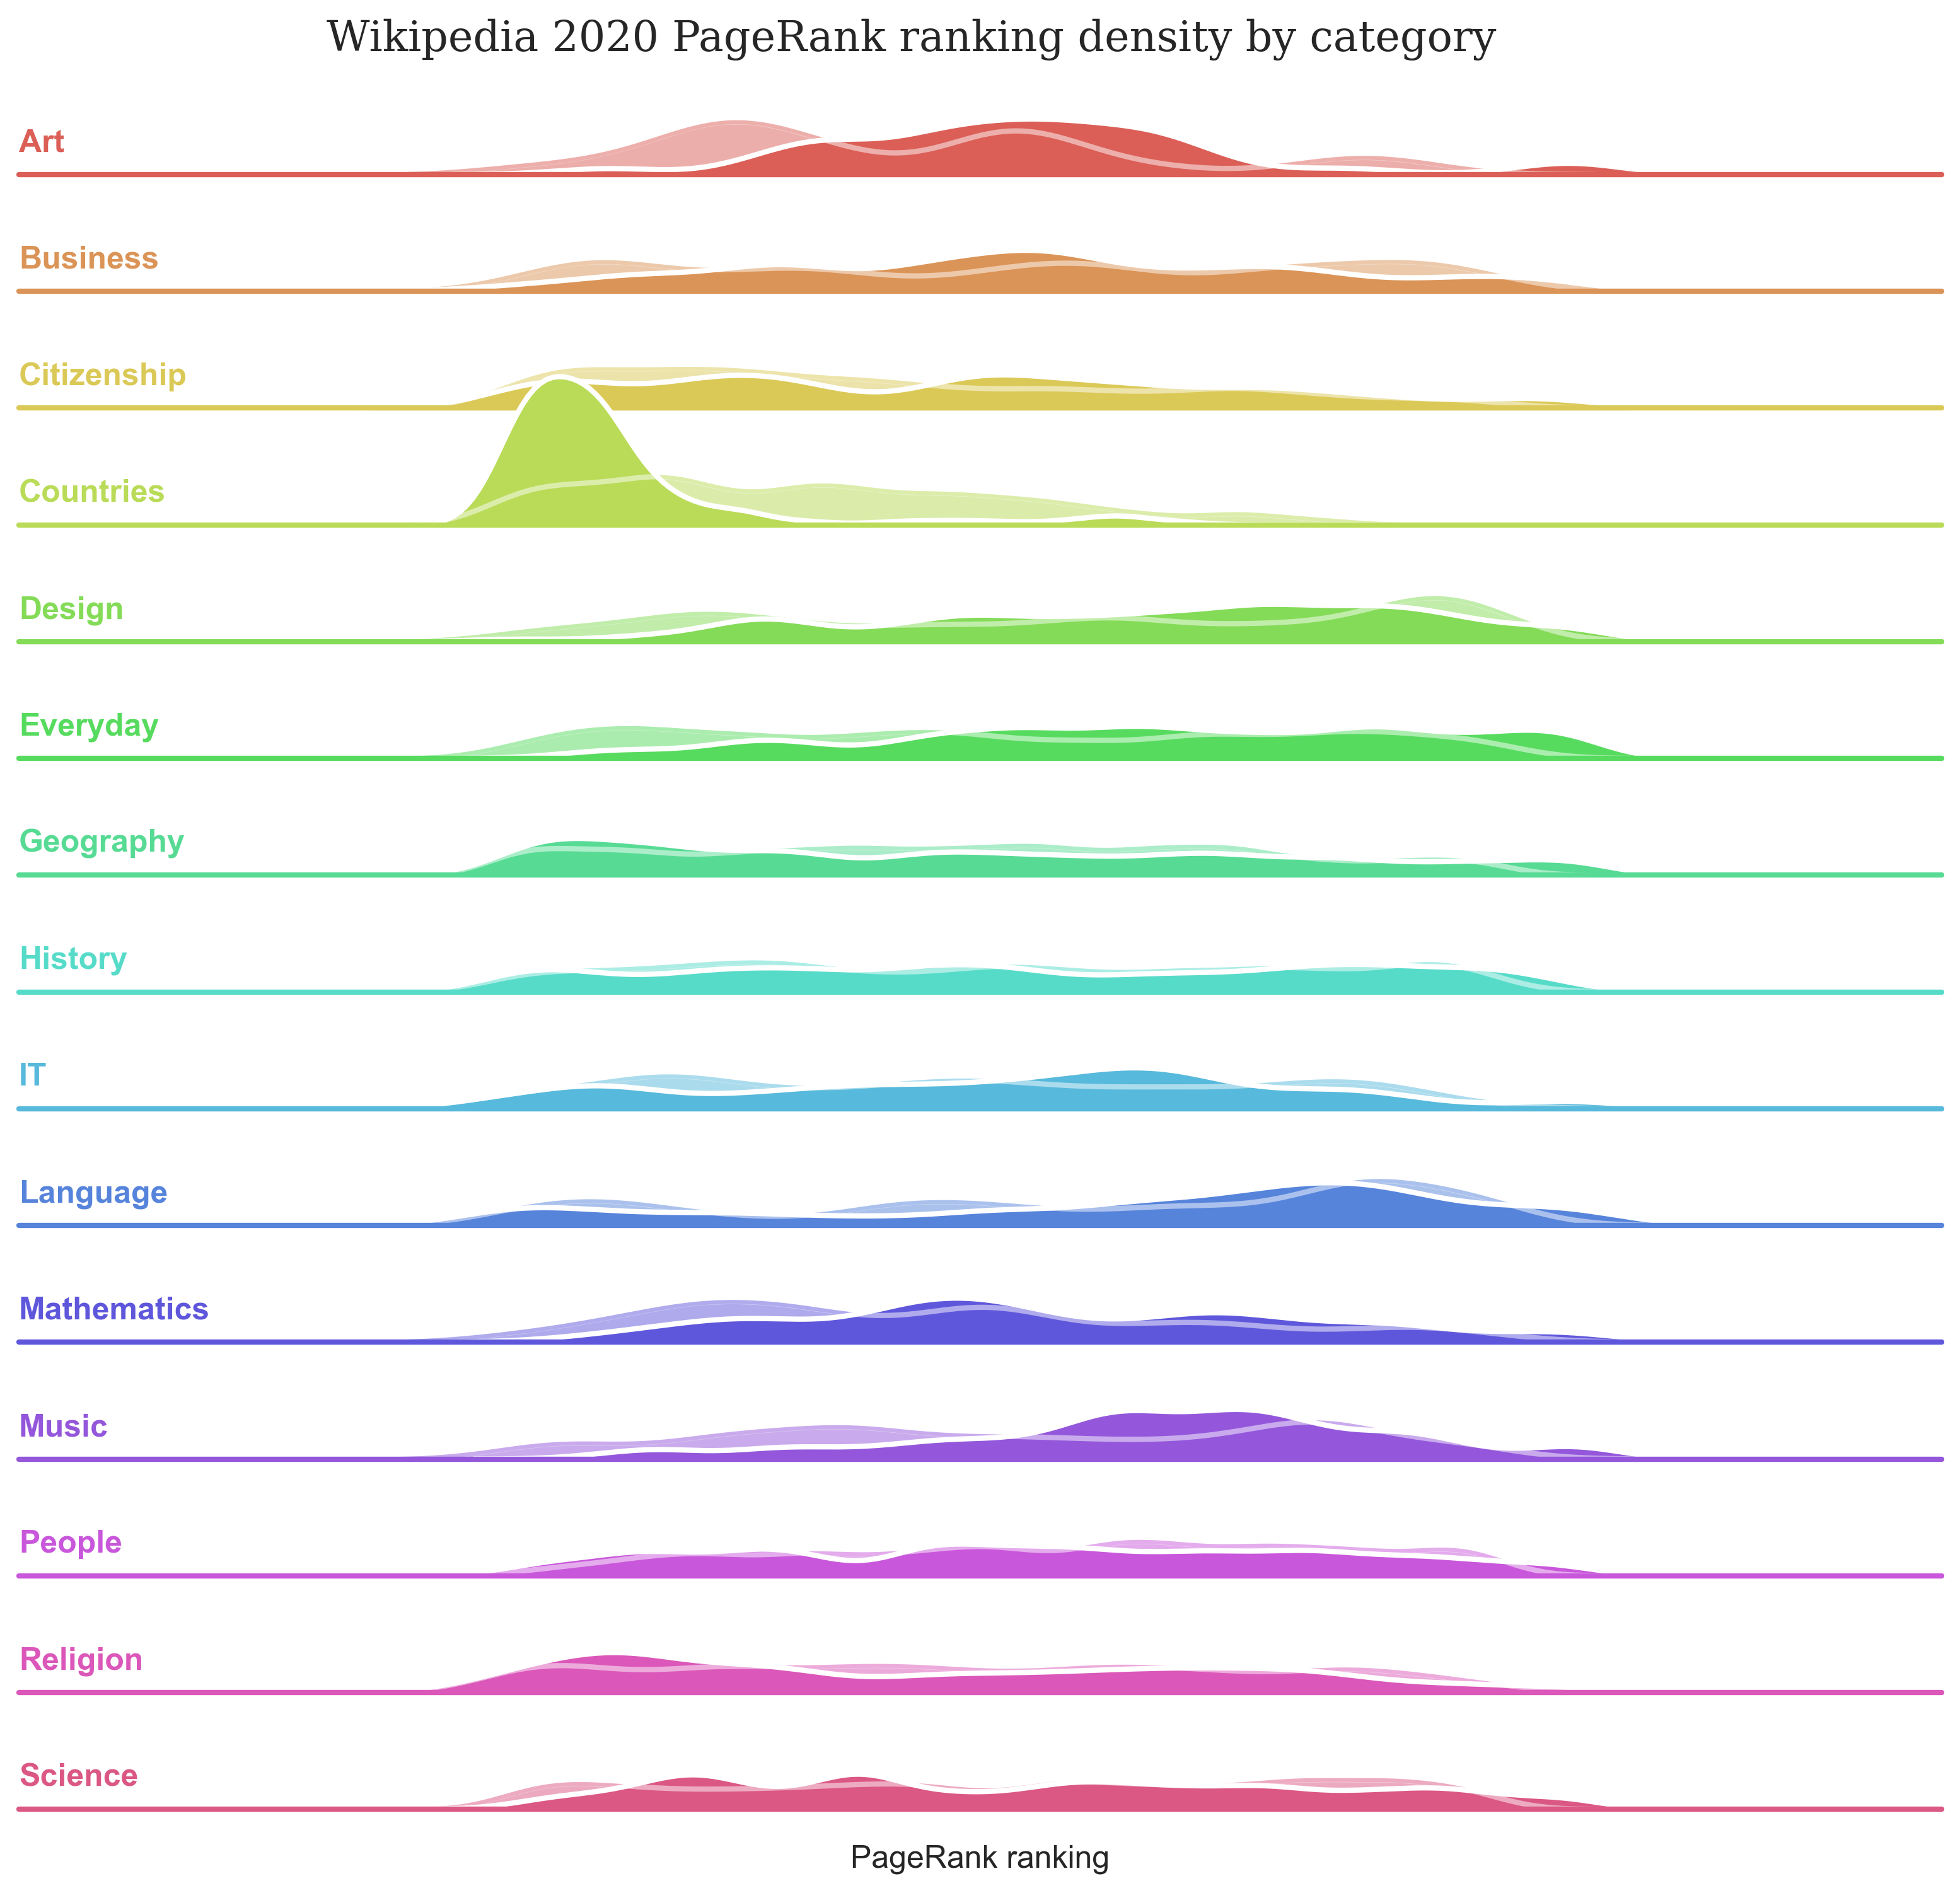 Wikipedia 2020 PageRank ranking density by category
Art
Business
Citizenship
Countries
Design
Everyday
Geography
History
IT
Language
Mathematics
Music
People
Religion
Science
PageRank ranking